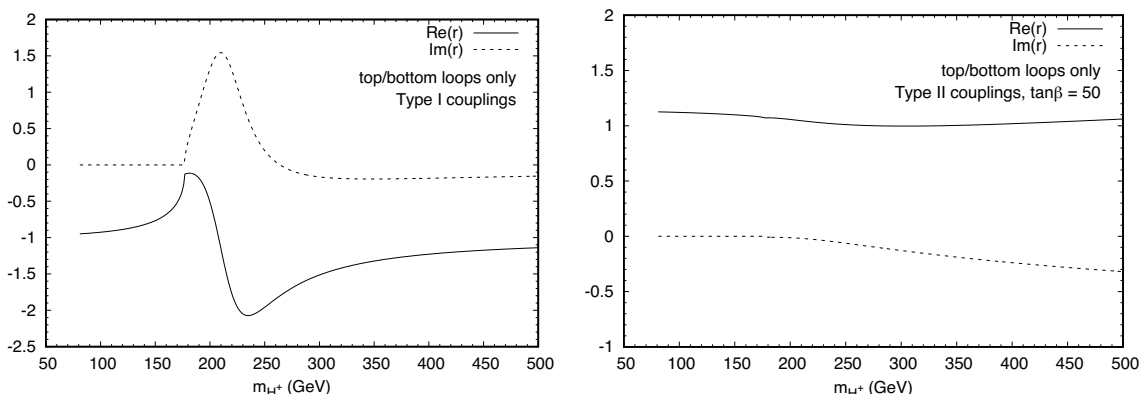 2
1.5
1
0.5
0
-0.5
-1
-1.5
-2
-2.5
50 100 150 200 250 300 350 400 450 500
m_H+ (GeV)
Re(r)
Im(r)
top/bottom loops only
Type I couplings
2
1.5
1
0.5
0
-0.5
-1
50 100 150 200 250 300 350 400 450 500
m_H+ (GeV)
Re(r)
Im(r)
top/bottom loops only
Type II couplings, tanβ = 50